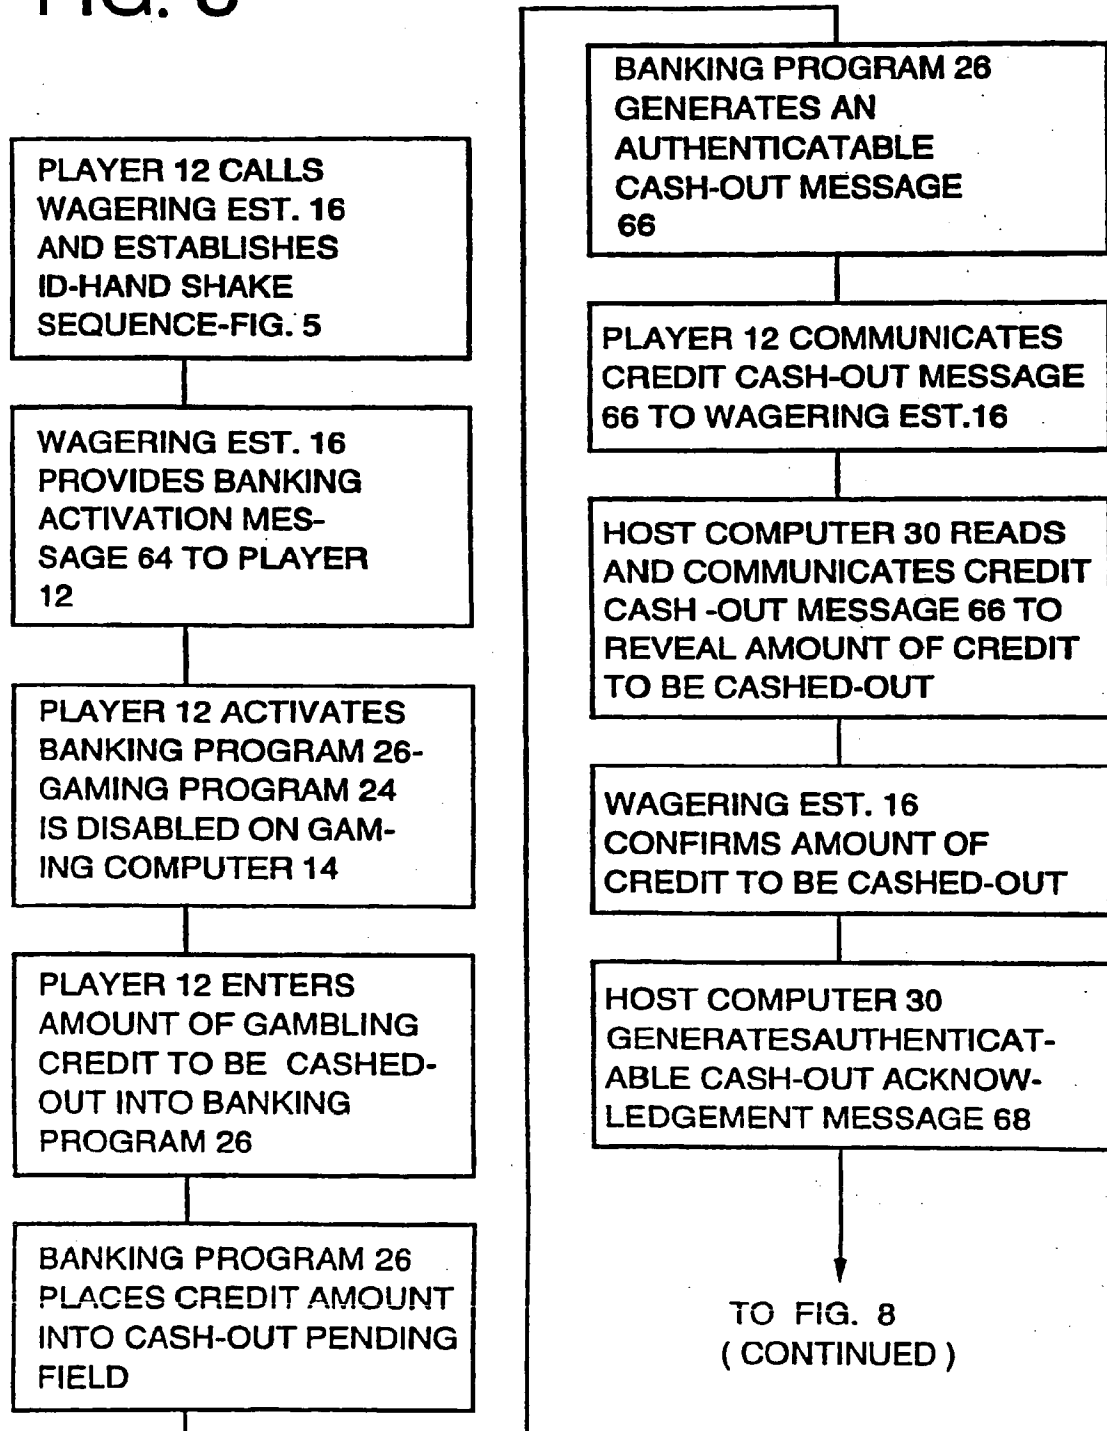 FIG. 8
PLAYER 12 CALLS
WAGERING EST. 16
AND ESTABLISHES
ID-HAND SHAKE
SEQUENCE-FIG. 5
WAGERING EST. 16
PROVIDES BANKING
ACTIVATION MES-
SAGE 64 TO PLAYER
12
PLAYER 12 ACTIVATES
BANKING PROGRAM 26-
GAMING PROGRAM 24
IS DISABLED ON GAM-
ING COMPUTER 14
PLAYER 12 ENTERS
AMOUNT OF GAMBLING
CREDIT TO BE CASHED-
OUT INTO BANKING
PROGRAM 26
BANKING PROGRAM 26
PLACES CREDIT AMOUNT
INTO CASH-OUT PENDING
FIELD
BANKING PROGRAM 26
GENERATES AN
AUTHENTICATABLE
CASH-OUT MESSAGE
66
PLAYER 12 COMMUNICATES
CREDIT CASH-OUT MESSAGE
66 TO WAGERING EST.16
HOST COMPUTER 30 READS
AND COMMUNICATES CREDIT
CASH -OUT MESSAGE 66 TO
REVEAL AMOUNT OF CREDIT
TO BE CASHED-OUT
WAGERING EST. 16
CONFIRMS AMOUNT OF
CREDIT TO BE CASHED-OUT
HOST COMPUTER 30
GENERATESAUTHENTICAT-
ABLE CASH-OUT ACKNOW-
LEDGEMENT MESSAGE 68
TO FIG. 8
( CONTINUED )